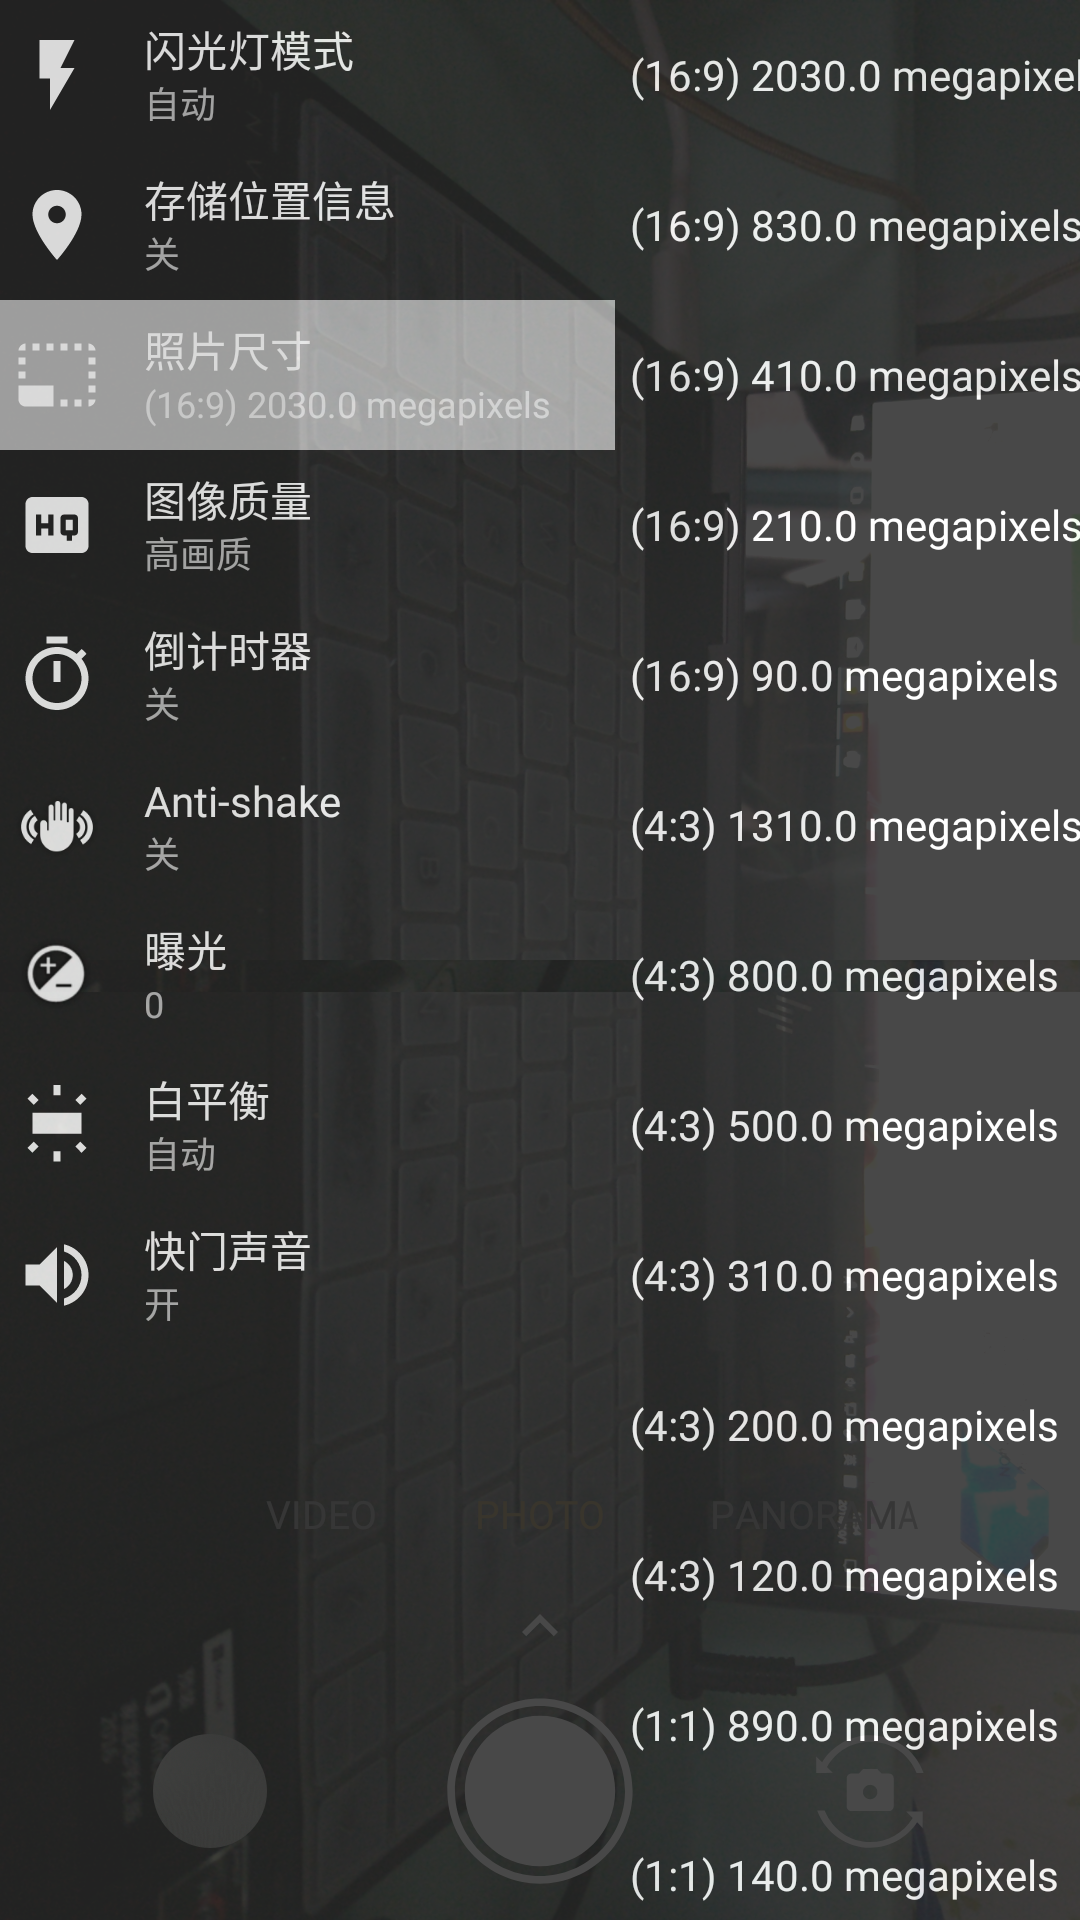 闪光灯模式
自动
存储位置信息
关
照片尺寸
(16:9) 2030.0 megapixels
图像质量
高画质
倒计时器
关
Anti-shake
关
曝光
0
白平衡
自动
快门声音
开
(16:9) 2030.0 megapixel
(16:9) 830.0 megapixels
(16:9) 410.0 megapixels
(16:9) 210.0 megapixels
(16:9) 90.0 megapixels
(4:3) 1310.0 megapixels
(4:3) 800.0 megapixels
(4:3) 500.0 megapixels
(4:3) 310.0 megapixels
(4:3) 200.0 megapixels
(4:3) 120.0 megapixels
(1:1) 890.0 megapixels
(1:1) 140.0 megapixels
VIDEO PHOTO PANORAMA